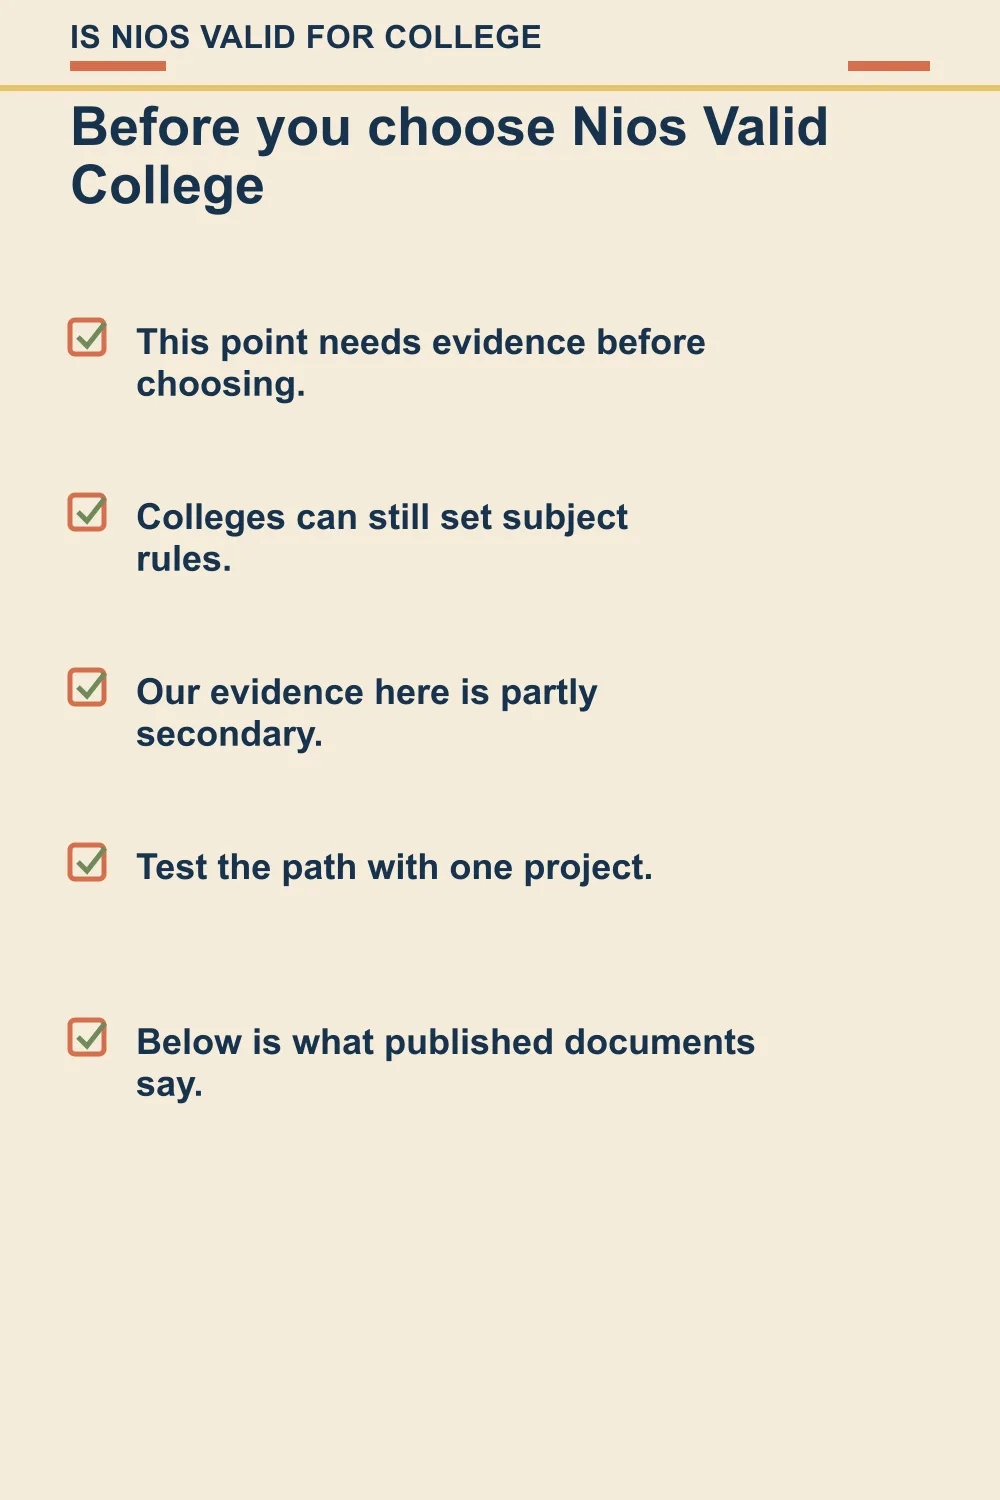 IS NIOS VALID FOR COLLEGE
Before you choose Nios Valid
College
This point needs evidence before
choosing.
Colleges can still set subject
rules.
Our evidence here is partly
secondary.
Test the path with one project.
Below is what published documents
say.